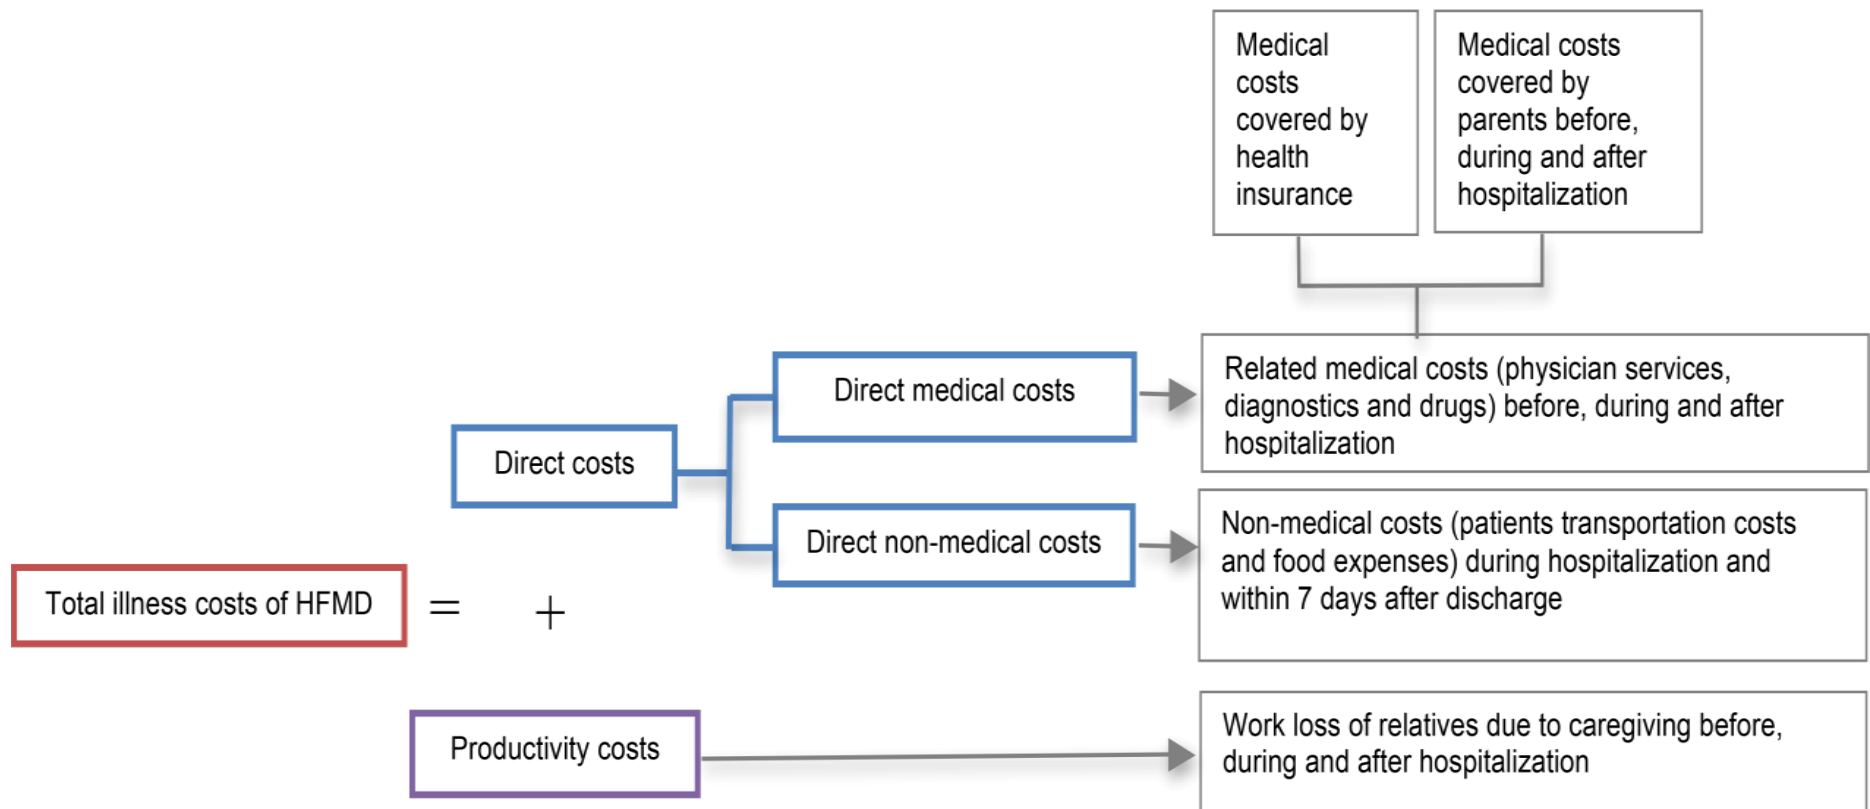 Medical
costs
covered by
health
insurance
Medical costs
covered by
parents before,
during and after
hospitalization
Related medical costs (physician services,
diagnostics and drugs) before, during and after
hospitalization
Direct medical costs
Direct costs
Direct non-medical costs
Non-medical costs (patients transportation costs
and food expenses) during hospitalization and
within 7 days after discharge
Total illness costs of HFMD
= +
Productivity costs
Work loss of relatives due to caregiving before,
during and after hospitalization